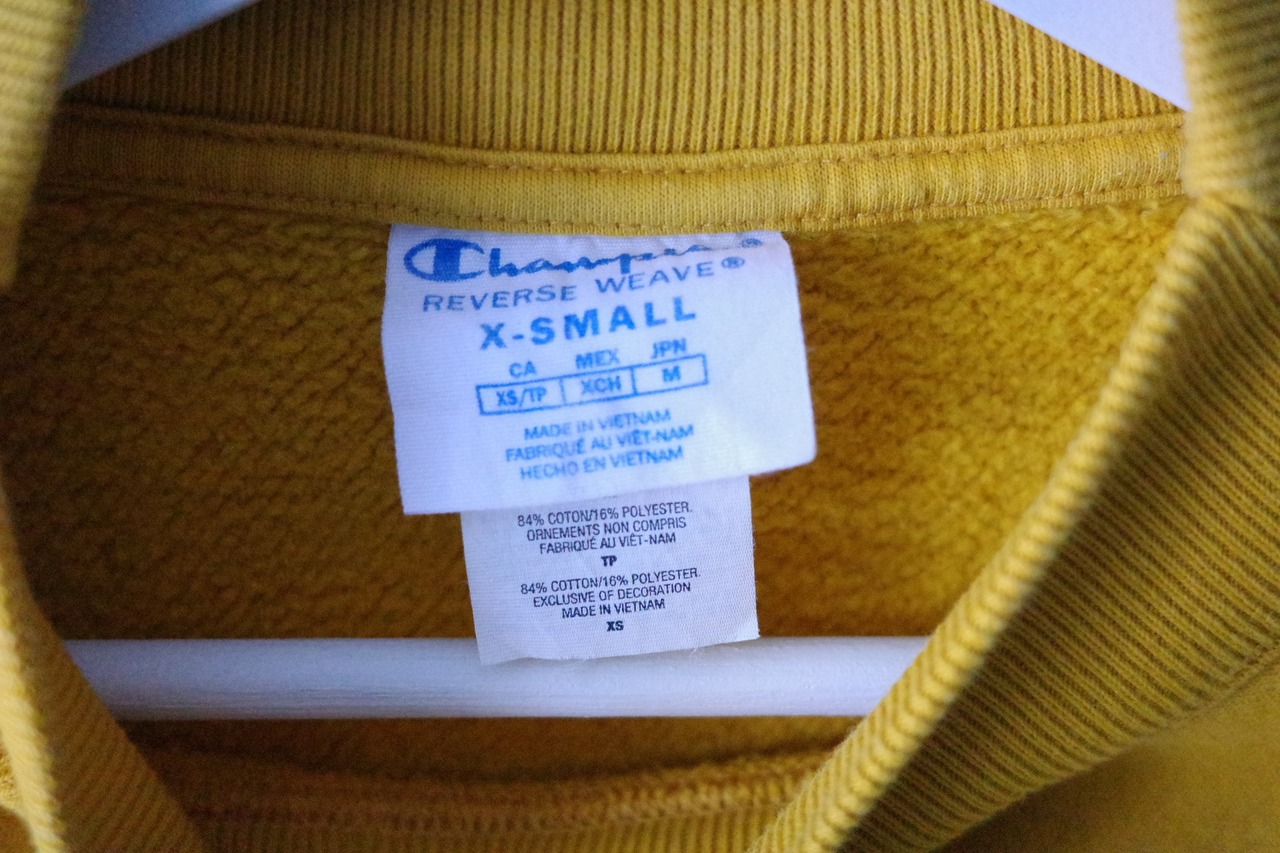 Champion®
REVERSE WEAVE®
X-SMALL
CA MEX JPN
XS/TP XCH M
MADE IN VIETNAM
FABRIQUÉ AU VIÊT-NAM
HECHO EN VIETNAM
84% COTON/16% POLYESTER.
ORNEMENTS NON COMPRIS
FABRIQUÉ AU VIÊT-NAM
TP
84% COTTON/16% POLYESTER.
EXCLUSIVE OF DECORATION
MADE IN VIETNAM
XS